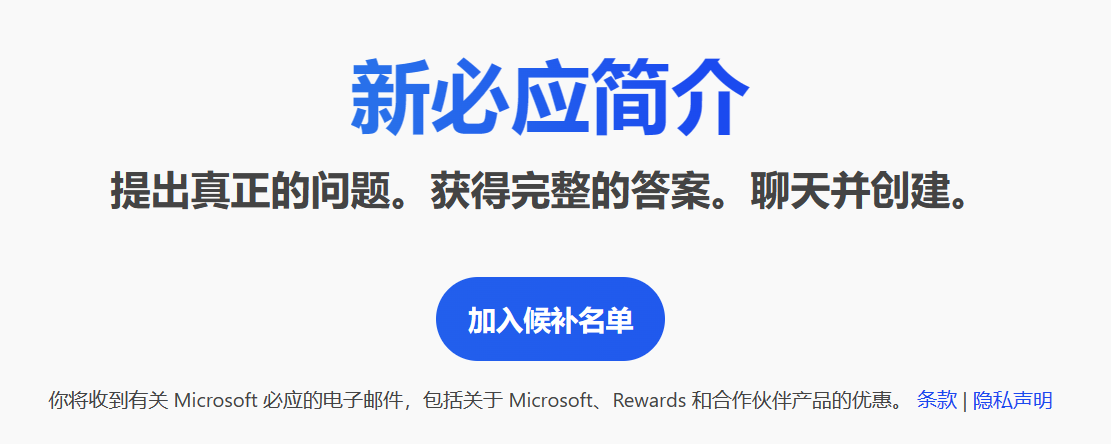 新必应简介
提出真正的问题。获得完整的答案。聊天并创建。
加入候补名单
你将收到有关 Microsoft 必应的电子邮件，包括关于 Microsoft、Rewards 和合作伙伴产品的优惠。 条款 | 隐私声明